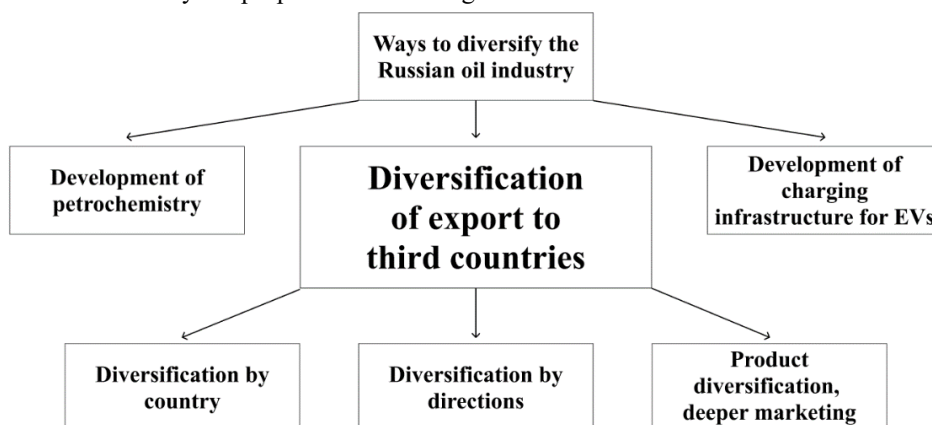 Ways to diversify the
Russian oil industry
Development of
petrochemistry
Diversification
of export to
third countries
Development of
charging
infrastructure for EVs
Diversification by
country
Diversification by
directions
Product
diversification,
deeper marketing